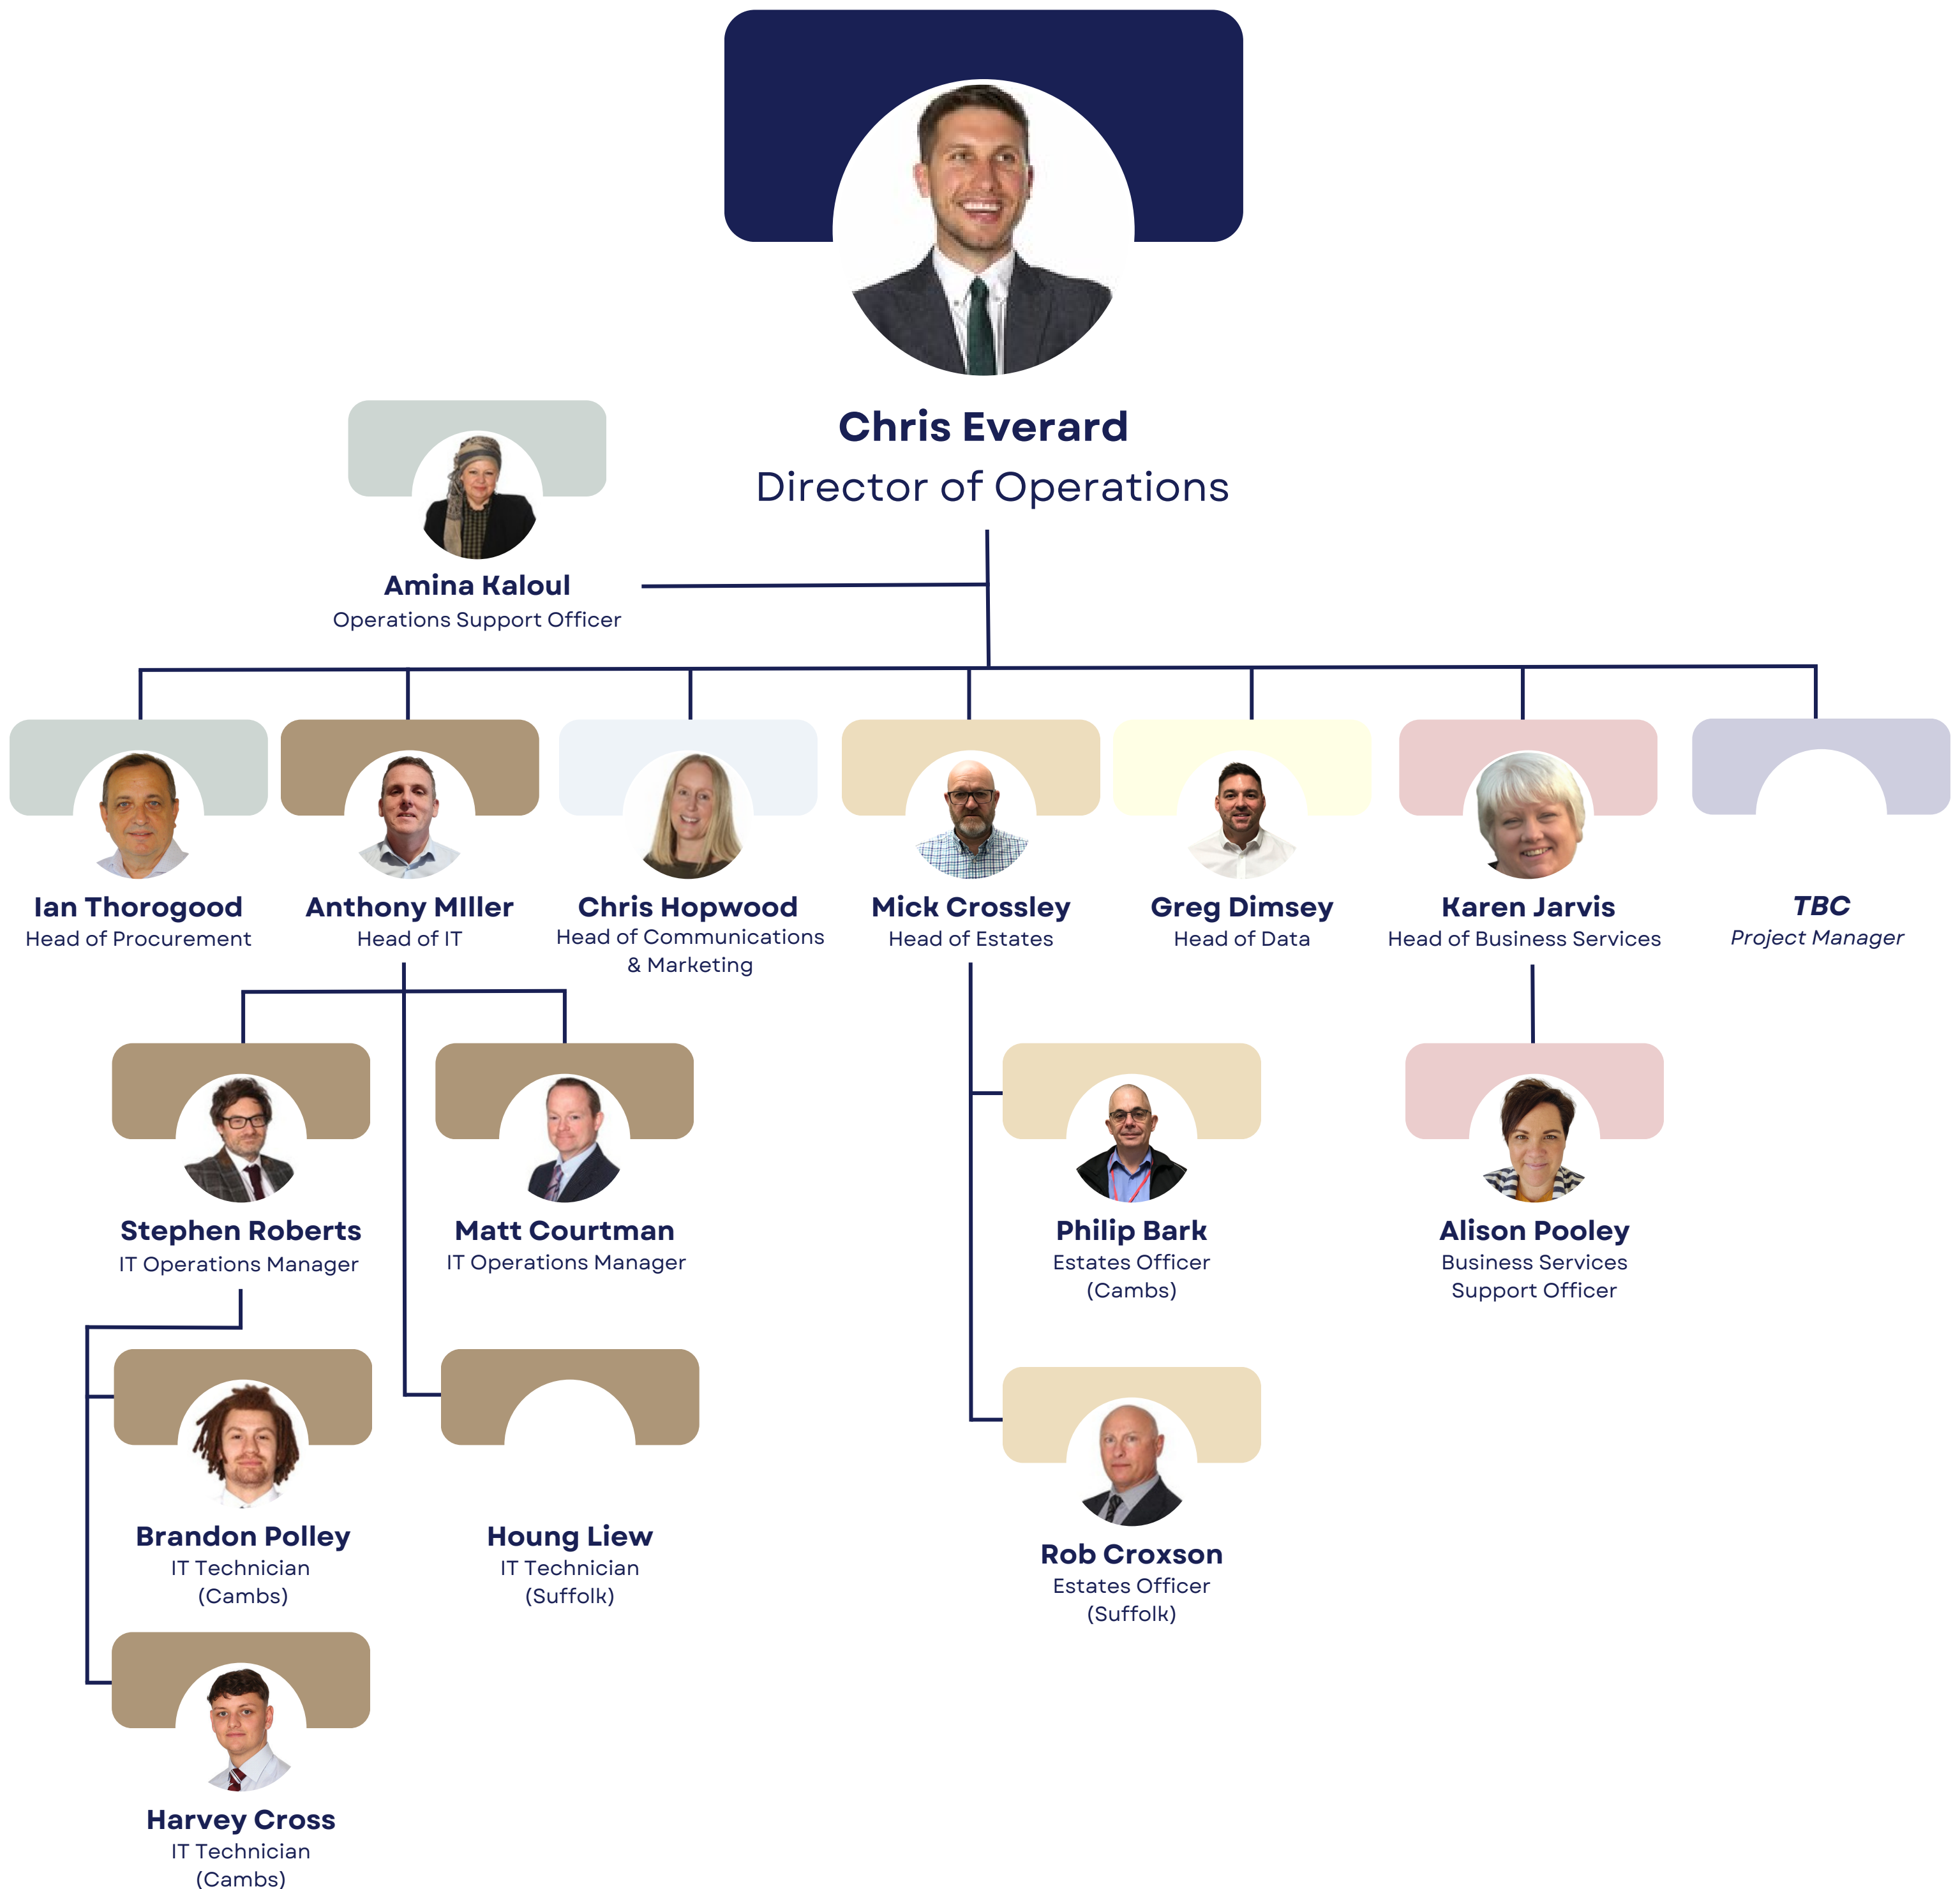 Chris Everard
Director of Operations
Amina Kaloul
Operations Support Officer
Ian Thorogood
Head of Procurement
Anthony MIller
Head of IT
Chris Hopwood
Head of Communications
& Marketing
Mick Crossley
Head of Estates
Greg Dimsey
Head of Data
Karen Jarvis
Head of Business Services
TBC
Project Manager
Stephen Roberts
IT Operations Manager
Matt Courtman
IT Operations Manager
Philip Bark
Estates Officer
(Cambs)
Alison Pooley
Business Services
Support Officer
Brandon Polley
IT Technician
(Cambs)
Houng Liew
IT Technician
(Suffolk)
Rob Croxson
Estates Officer
(Suffolk)
Harvey Cross
IT Technician
(Cambs)